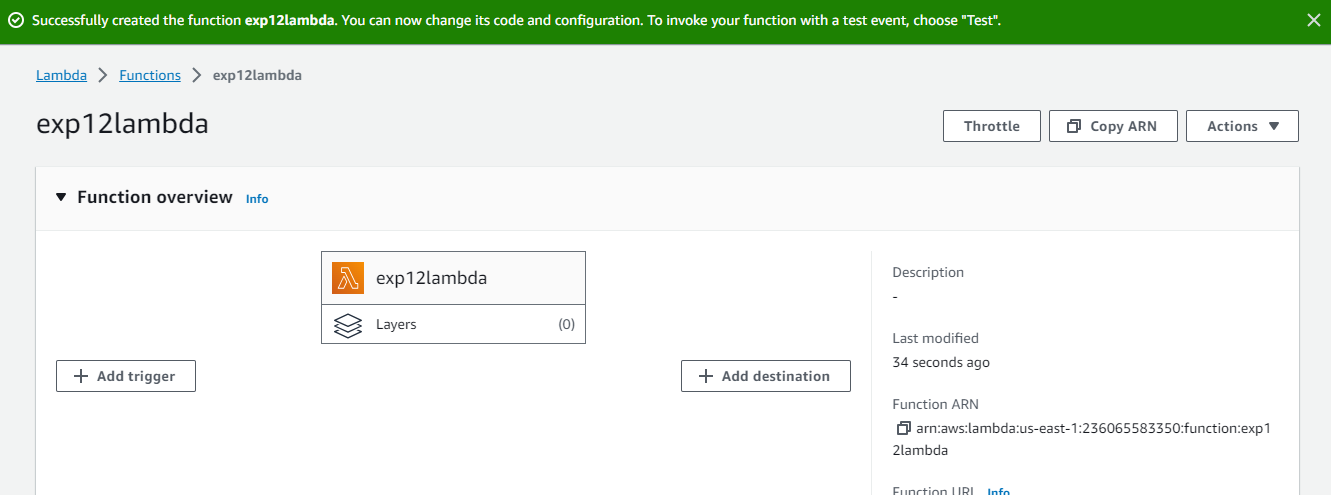 Successfully created the function exp12lambda. You can now change its code and configuration. To invoke your function with a test event, choose "Test".
Lambda > Functions > exp12lambda
exp12lambda
Throttle
Copy ARN
Actions
Function overview Info
exp12lambda
Layers (0)
Add trigger
Add destination
Description
-
Last modified
34 seconds ago
Function ARN
arn:aws:lambda:us-east-1:236065583350:function:exp1
2lambda
Function URL Info